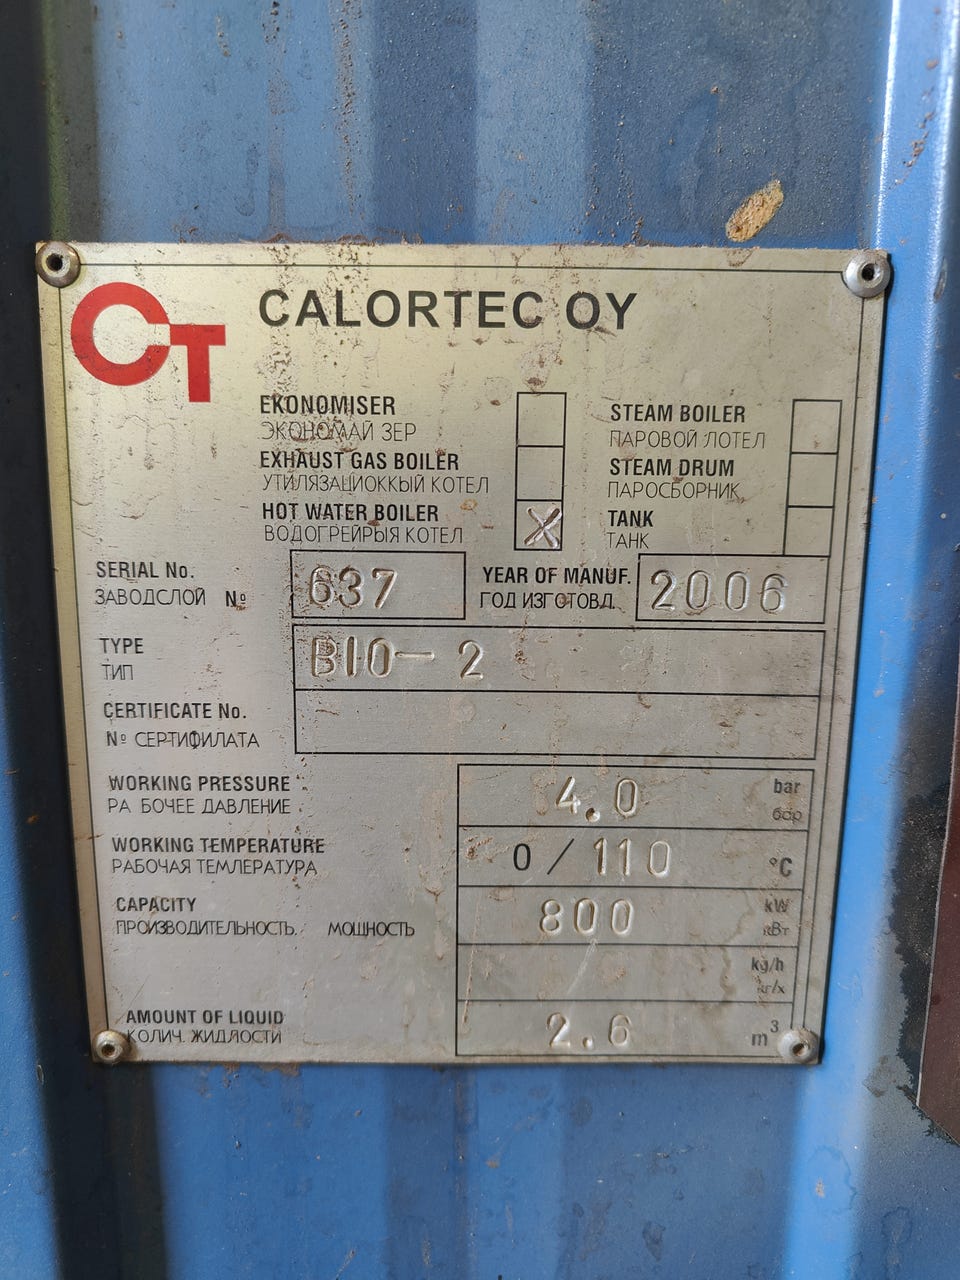 CT CALORTEC OY
EKONOMISER
ЭКОНОМАЙ ЗЕР
STEAM BOILER
ПАРОВОЙ ЛОТЕЛ
EXHAUST GAS BOILER
УТИЛЯЗАЦИОККЫЙ КОТЕЛ
STEAM DRUM
ПАРОСБОРНИК
HOT WATER BOILER X
ВОДОГРЕЙРЫЯ КОТЕЛ
TANK
ТАНК
SERIAL No. 637
ЗАВОДСЛОЙ №
YEAR OF MANUF. 2006
ГОД ИЗГОТОВД.
TYPE BIO-2
ТИП
CERTIFICATE No.
№ СЕРТИФИЛАТА
WORKING PRESSURE 4.0 bar
РА БОЧЕЕ ДАВЛЕНИЕ бар
WORKING TEMPERATURE 0/110 °C
РАБОЧАЯ ТЕМЛЕРАТУРА
CAPACITY 800 kW
ПРОИЗВОДИТЕЛЬНОСТЬ. МОЩНОСТЬ кВт
kg/h
кг/х
AMOUNT OF LIQUID 2.6 m³
КОЛИЧ. ЖИДЛОСТИ